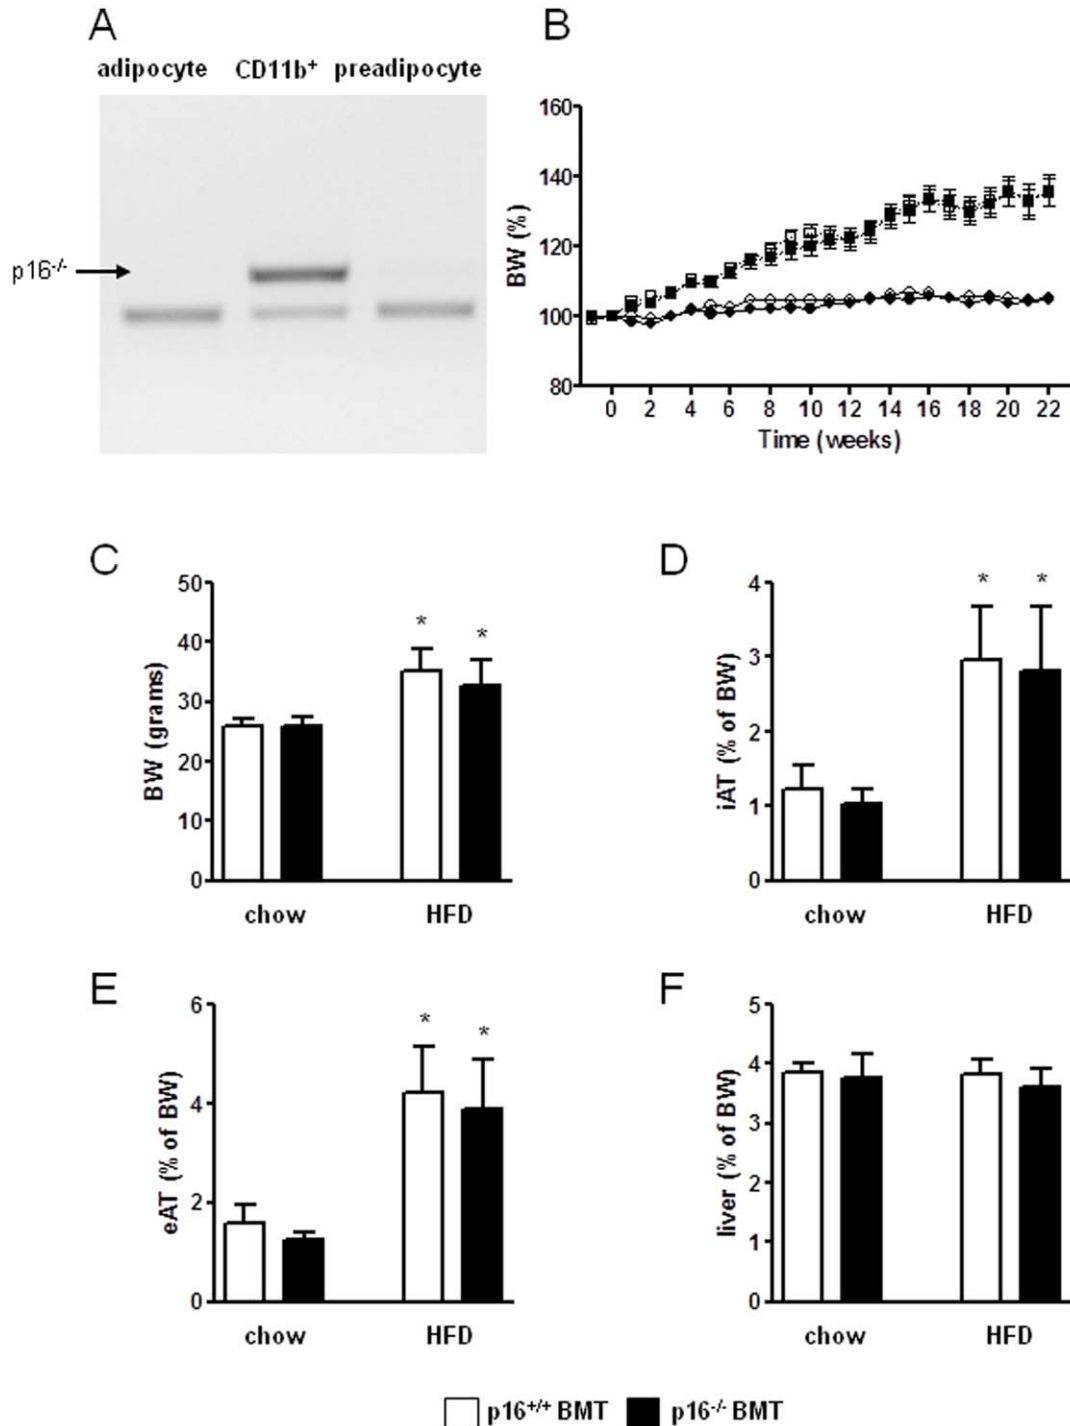 A
adipocyte CD11b+ preadipocyte
p16-/-
B
160
140
120
100
80
BW (%)
0 2 4 6 8 10 12 14 16 18 20 22
Time (weeks)
C
50
40
30
20
10
0
BW (grams)
* *
chow HFD
D
4
3
2
1
0
iAT (% of BW)
* *
chow HFD
E
6
4
2
0
eAT (% of BW)
* *
chow HFD
F
5
4
3
2
1
0
liver (% of BW)
chow HFD
p16+/+ BMT p16-/- BMT